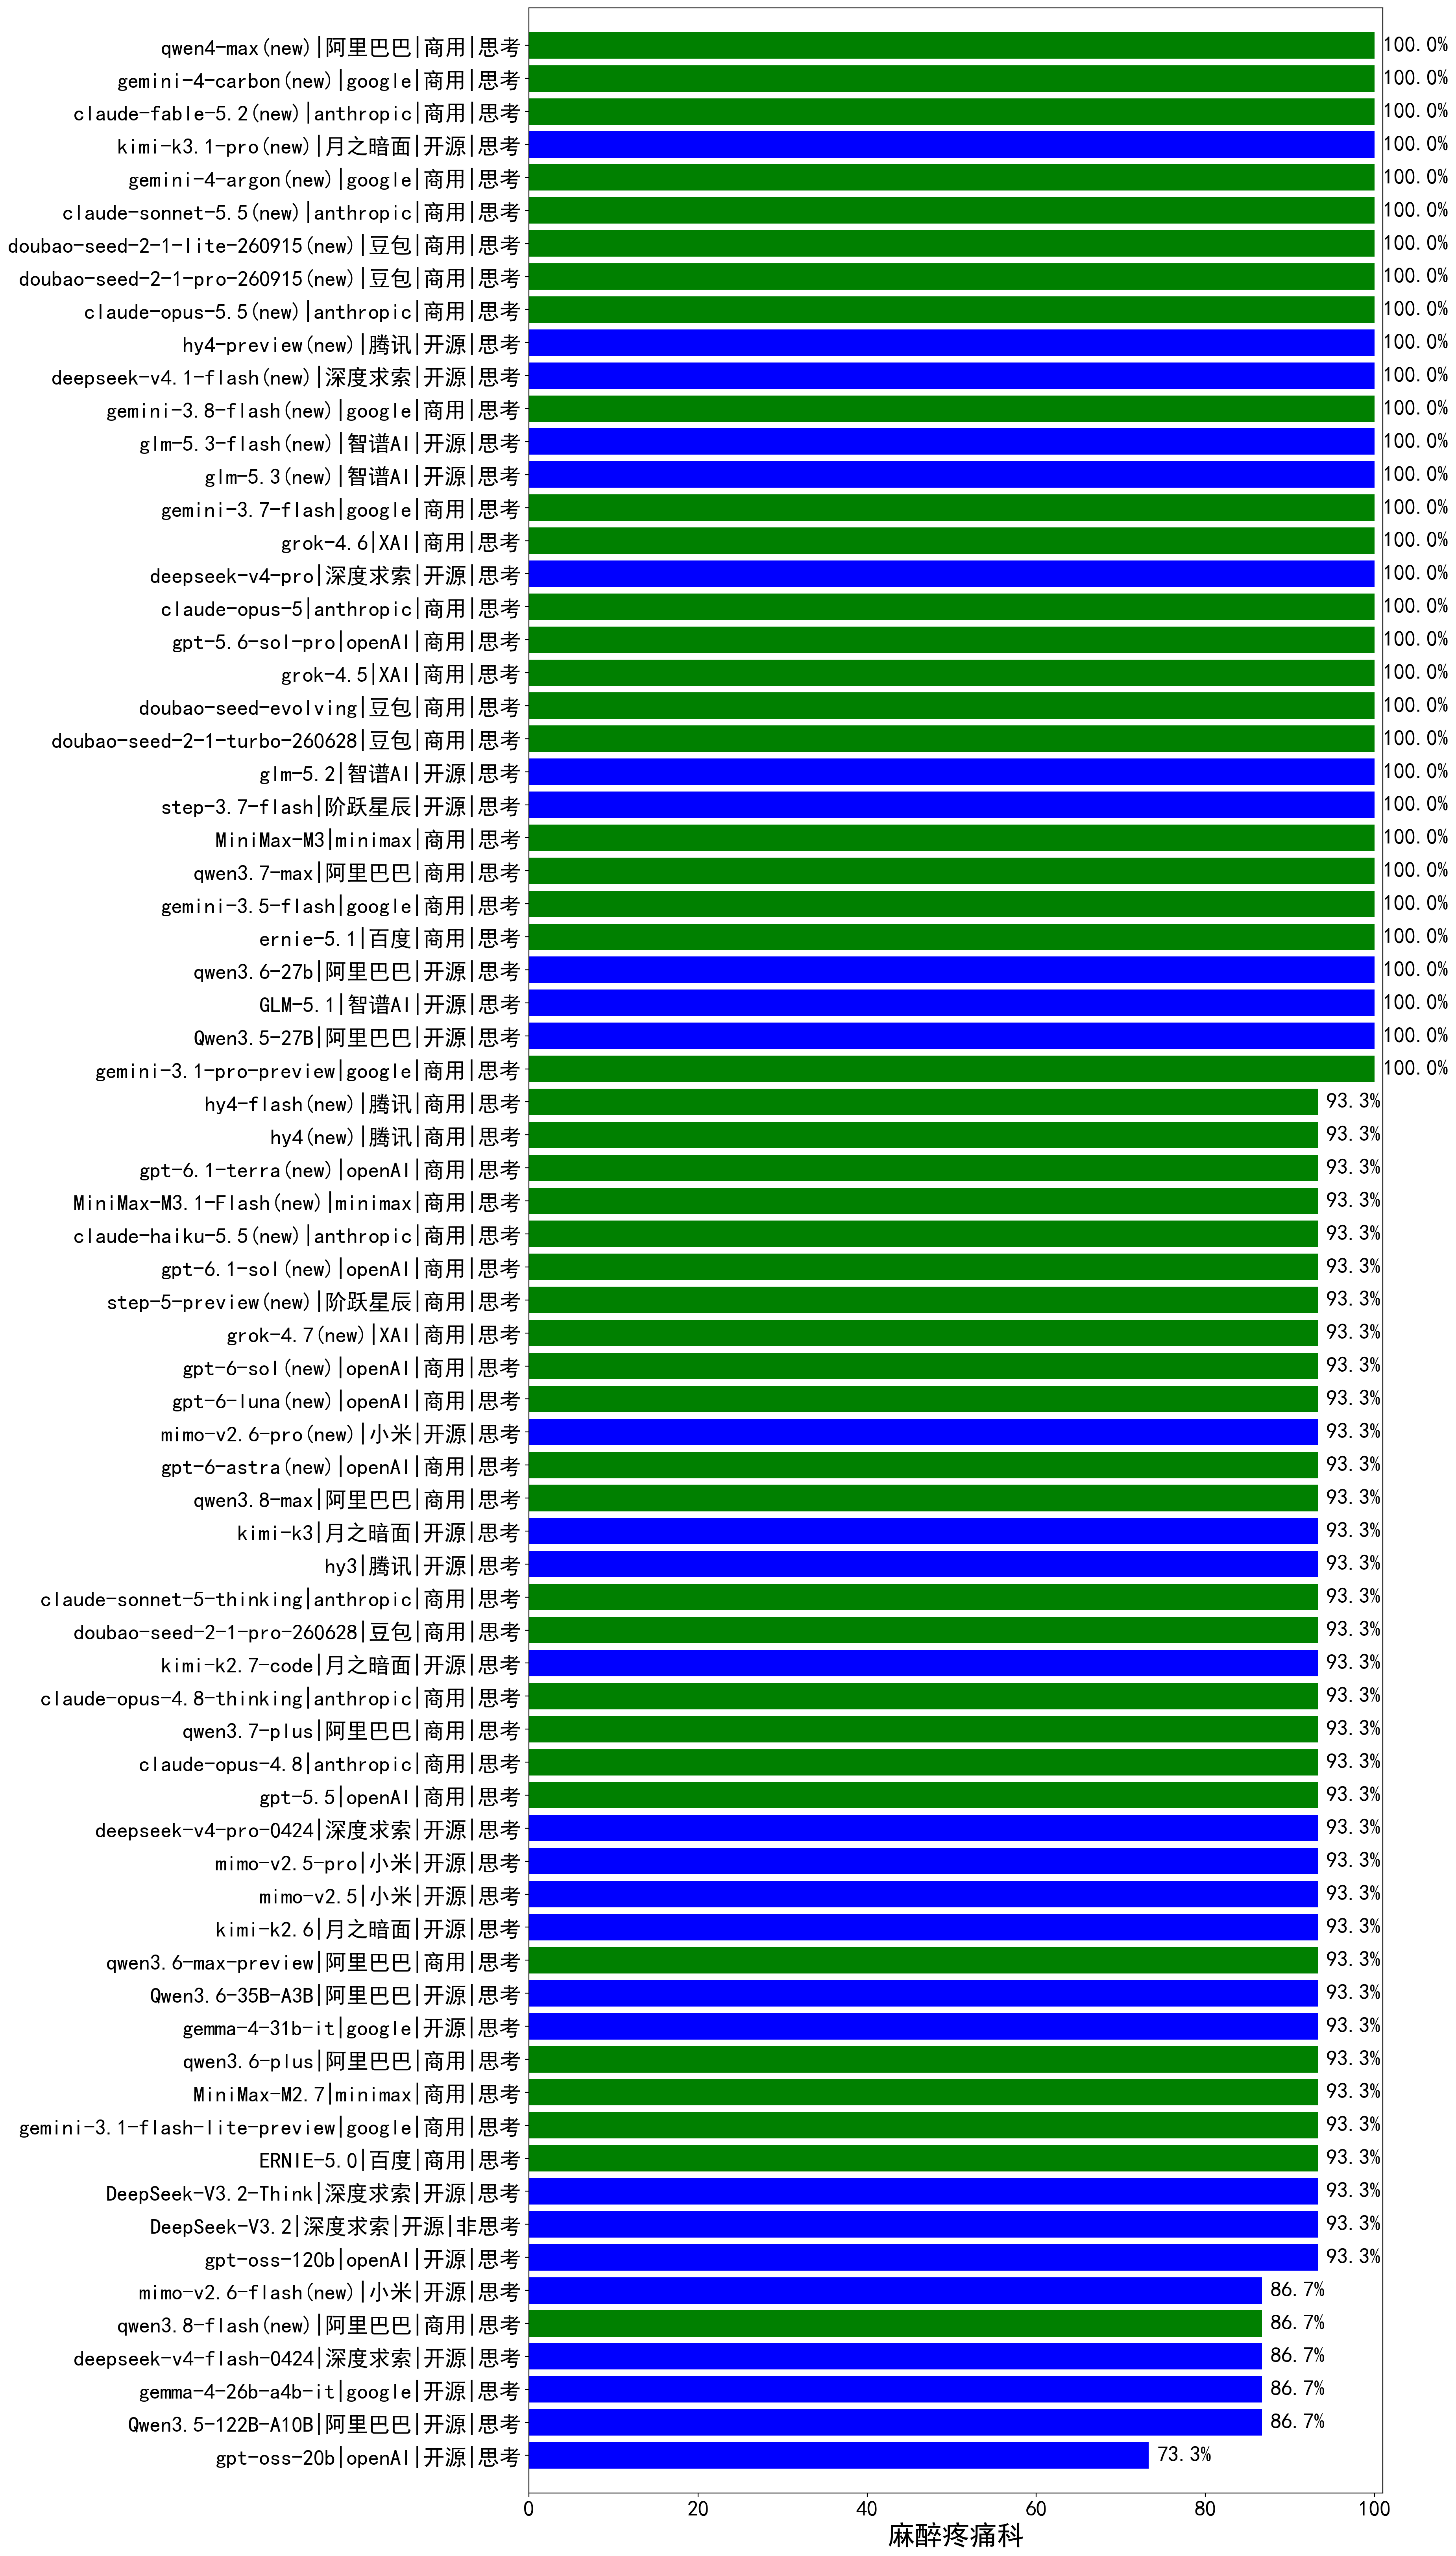 qwen4-max(new)|阿里巴巴|商用|思考 100.0%
gemini-4-carbon(new)|google|商用|思考 100.0%
claude-fable-5.2(new)|anthropic|商用|思考 100.0%
kimi-k3.1-pro(new)|月之暗面|开源|思考 100.0%
gemini-4-argon(new)|google|商用|思考 100.0%
claude-sonnet-5.5(new)|anthropic|商用|思考 100.0%
doubao-seed-2-1-lite-260915(new)|豆包|商用|思考 100.0%
doubao-seed-2-1-pro-260915(new)|豆包|商用|思考 100.0%
claude-opus-5.5(new)|anthropic|商用|思考 100.0%
hy4-preview(new)|腾讯|开源|思考 100.0%
deepseek-v4.1-flash(new)|深度求索|开源|思考 100.0%
gemini-3.8-flash(new)|google|商用|思考 100.0%
glm-5.3-flash(new)|智谱AI|开源|思考 100.0%
glm-5.3(new)|智谱AI|开源|思考 100.0%
gemini-3.7-flash|google|商用|思考 100.0%
grok-4.6|XAI|商用|思考 100.0%
deepseek-v4-pro|深度求索|开源|思考 100.0%
claude-opus-5|anthropic|商用|思考 100.0%
gpt-5.6-sol-pro|openAI|商用|思考 100.0%
grok-4.5|XAI|商用|思考 100.0%
doubao-seed-evolving|豆包|商用|思考 100.0%
doubao-seed-2-1-turbo-260628|豆包|商用|思考 100.0%
glm-5.2|智谱AI|开源|思考 100.0%
step-3.7-flash|阶跃星辰|开源|思考 100.0%
MiniMax-M3|minimax|商用|思考 100.0%
qwen3.7-max|阿里巴巴|商用|思考 100.0%
gemini-3.5-flash|google|商用|思考 100.0%
ernie-5.1|百度|商用|思考 100.0%
qwen3.6-27b|阿里巴巴|开源|思考 100.0%
GLM-5.1|智谱AI|开源|思考 100.0%
Qwen3.5-27B|阿里巴巴|开源|思考 100.0%
gemini-3.1-pro-preview|google|商用|思考 100.0%
hy4-flash(new)|腾讯|商用|思考 93.3%
hy4(new)|腾讯|商用|思考 93.3%
gpt-6.1-terra(new)|openAI|商用|思考 93.3%
MiniMax-M3.1-Flash(new)|minimax|商用|思考 93.3%
claude-haiku-5.5(new)|anthropic|商用|思考 93.3%
gpt-6.1-sol(new)|openAI|商用|思考 93.3%
step-5-preview(new)|阶跃星辰|商用|思考 93.3%
grok-4.7(new)|XAI|商用|思考 93.3%
gpt-6-sol(new)|openAI|商用|思考 93.3%
gpt-6-luna(new)|openAI|商用|思考 93.3%
mimo-v2.6-pro(new)|小米|开源|思考 93.3%
gpt-6-astra(new)|openAI|商用|思考 93.3%
qwen3.8-max|阿里巴巴|商用|思考 93.3%
kimi-k3|月之暗面|开源|思考 93.3%
hy3|腾讯|开源|思考 93.3%
claude-sonnet-5-thinking|anthropic|商用|思考 93.3%
doubao-seed-2-1-pro-260628|豆包|商用|思考 93.3%
kimi-k2.7-code|月之暗面|开源|思考 93.3%
claude-opus-4.8-thinking|anthropic|商用|思考 93.3%
qwen3.7-plus|阿里巴巴|商用|思考 93.3%
claude-opus-4.8|anthropic|商用|思考 93.3%
gpt-5.5|openAI|商用|思考 93.3%
deepseek-v4-pro-0424|深度求索|开源|思考 93.3%
mimo-v2.5-pro|小米|开源|思考 93.3%
mimo-v2.5|小米|开源|思考 93.3%
kimi-k2.6|月之暗面|开源|思考 93.3%
qwen3.6-max-preview|阿里巴巴|商用|思考 93.3%
Qwen3.6-35B-A3B|阿里巴巴|开源|思考 93.3%
gemma-4-31b-it|google|开源|思考 93.3%
qwen3.6-plus|阿里巴巴|商用|思考 93.3%
MiniMax-M2.7|minimax|商用|思考 93.3%
gemini-3.1-flash-lite-preview|google|商用|思考 93.3%
ERNIE-5.0|百度|商用|思考 93.3%
DeepSeek-V3.2-Think|深度求索|开源|思考 93.3%
DeepSeek-V3.2|深度求索|开源|非思考 93.3%
gpt-oss-120b|openAI|开源|思考 93.3%
mimo-v2.6-flash(new)|小米|开源|思考 86.7%
qwen3.8-flash(new)|阿里巴巴|商用|思考 86.7%
deepseek-v4-flash-0424|深度求索|开源|思考 86.7%
gemma-4-26b-a4b-it|google|开源|思考 86.7%
Qwen3.5-122B-A10B|阿里巴巴|开源|思考 86.7%
gpt-oss-20b|openAI|开源|思考 73.3%
0 20 40 60 80 100
麻醉疼痛科